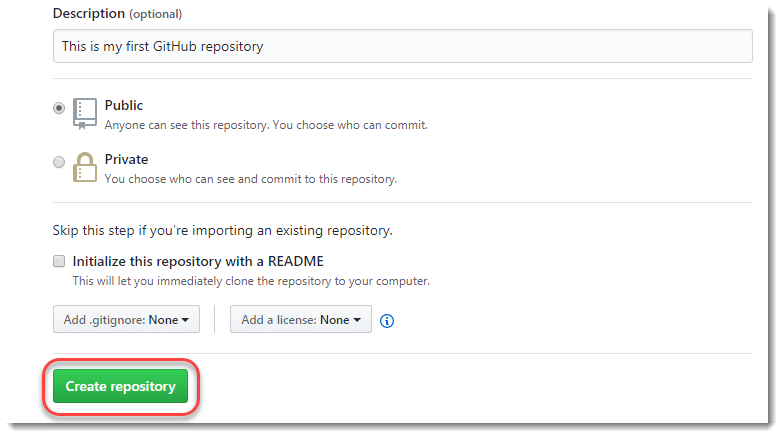 Description (optional)
This is my first GitHub repository
Public
Anyone can see this repository. You choose who can commit.
Private
You choose who can see and commit to this repository.
Skip this step if you’re importing an existing repository.
Initialize this repository with a README
This will let you immediately clone the repository to your computer.
Add .gitignore: None Add a license: None
Create repository